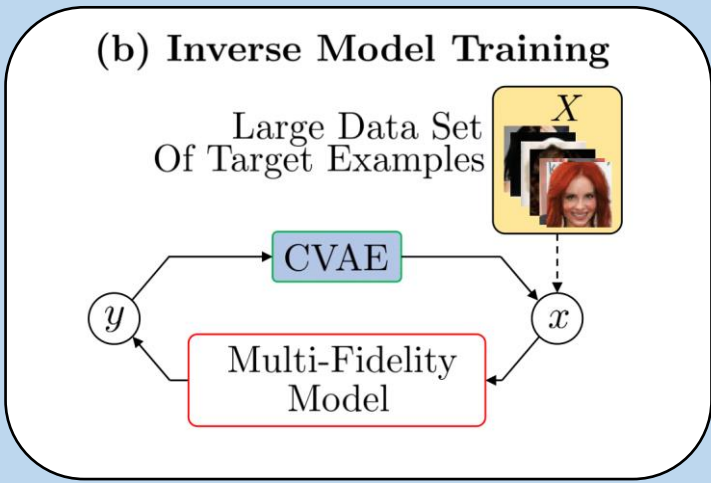 (b) Inverse Model Training
X
Large Data Set
Of Target Examples
CVAE
y
x
Multi-Fidelity
Model